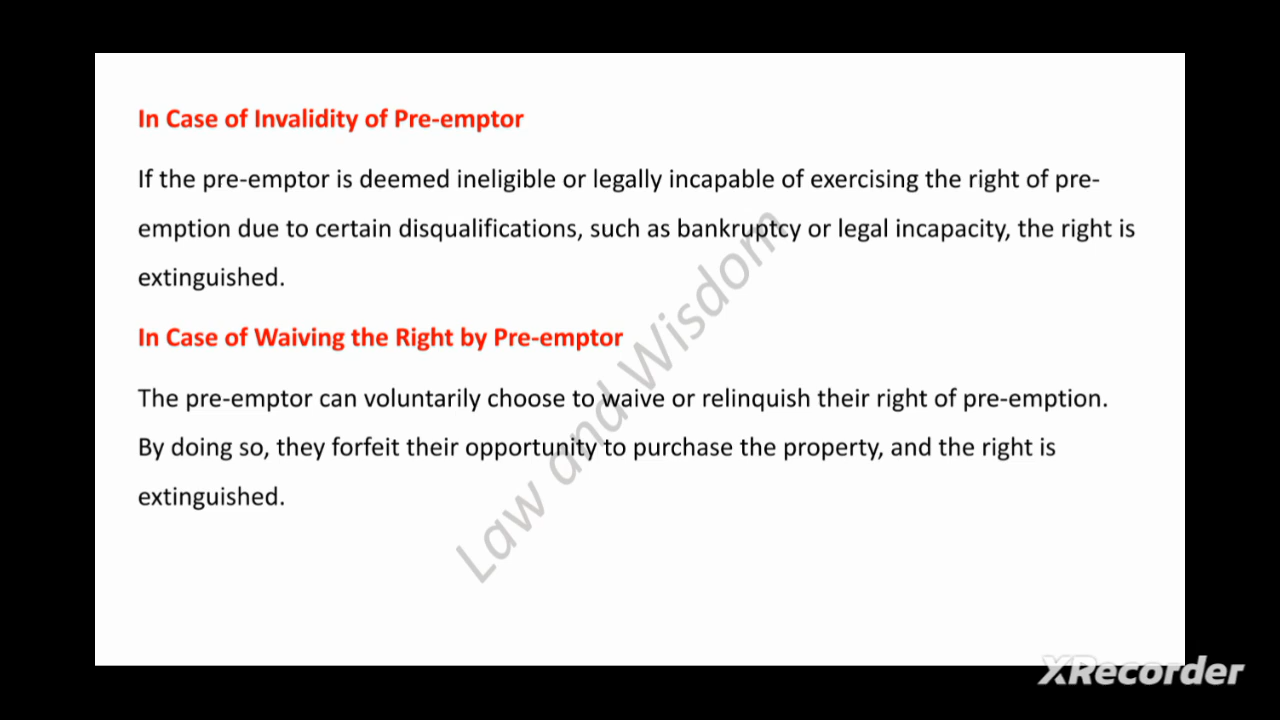 In Case of Invalidity of Pre-emptor
If the pre-emptor is deemed ineligible or legally incapable of exercising the right of pre-
emption due to certain disqualifications, such as bankruptcy or legal incapacity, the right is
extinguished.
In Case of Waiving the Right by Pre-emptor
The pre-emptor can voluntarily choose to waive or relinquish their right of pre-emption.
By doing so, they forfeit their opportunity to purchase the property, and the right is
extinguished.
Law and Wisdom
XRecorder